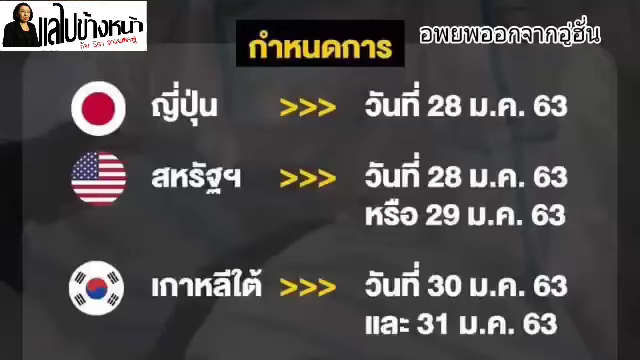 แลไปข้างหน้า
กำหนดการ
อพยพออกจากอู่ฮั่น
ญี่ปุ่น >>> วันที่ 28 ม.ค. 63
สหรัฐฯ >>> วันที่ 28 ม.ค. 63
หรือ 29 ม.ค. 63
เกาหลีใต้ >>> วันที่ 30 ม.ค. 63
และ 31 ม.ค. 63